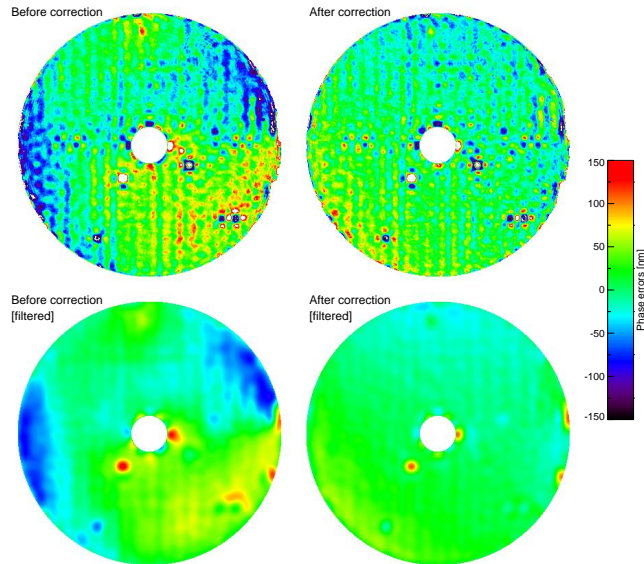 Before correction
After correction
150
100
50
0
-50
-100
-150
Phase errors [nm]
Before correction
[filtered]
After correction
[filtered]